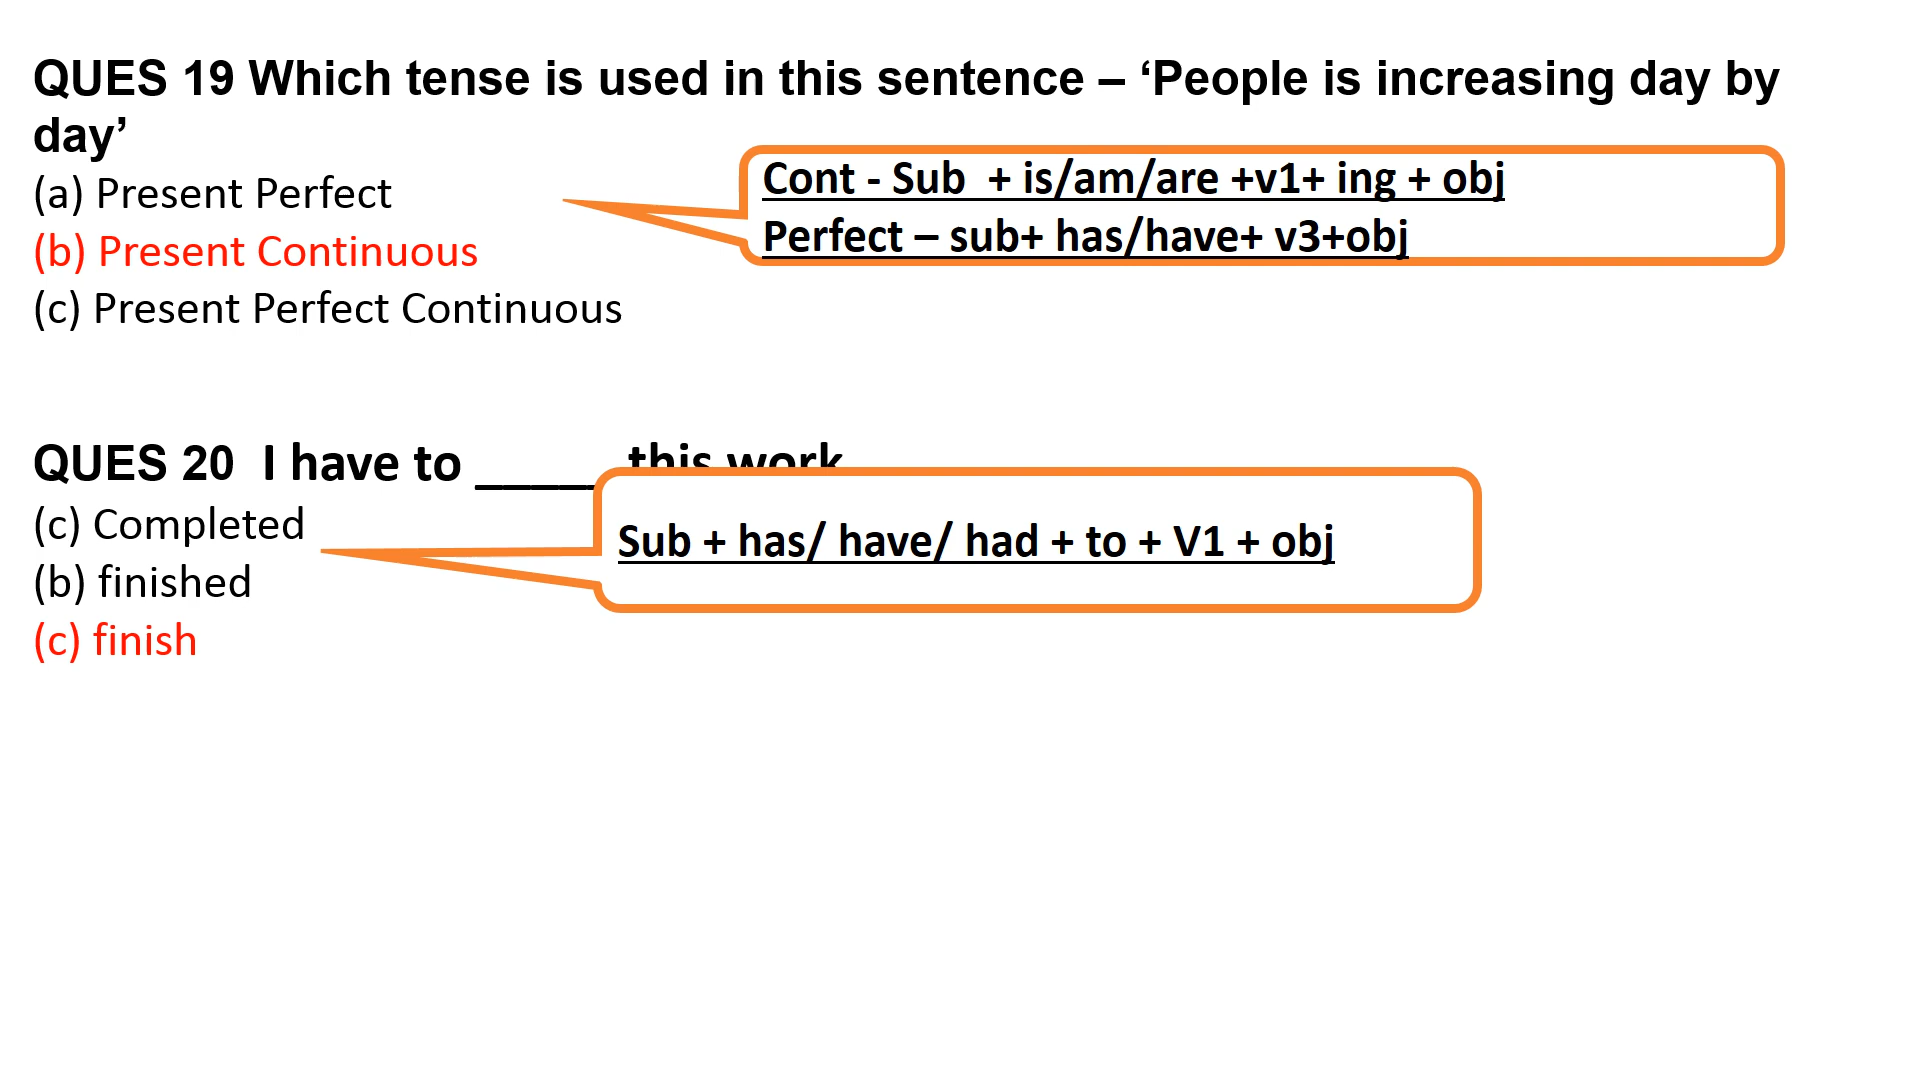 QUES 19 Which tense is used in this sentence – ‘People is increasing day by
day’
(a) Present Perfect
Cont - Sub  + is/am/are +v1+ ing + obj
(b) Present Continuous
Perfect – sub+ has/have+ v3+obj
(c) Present Perfect Continuous
QUES 20  I have to _____ this work
(c) Completed
Sub + has/ have/ had + to + V1 + obj
(b) finished
(c) finish